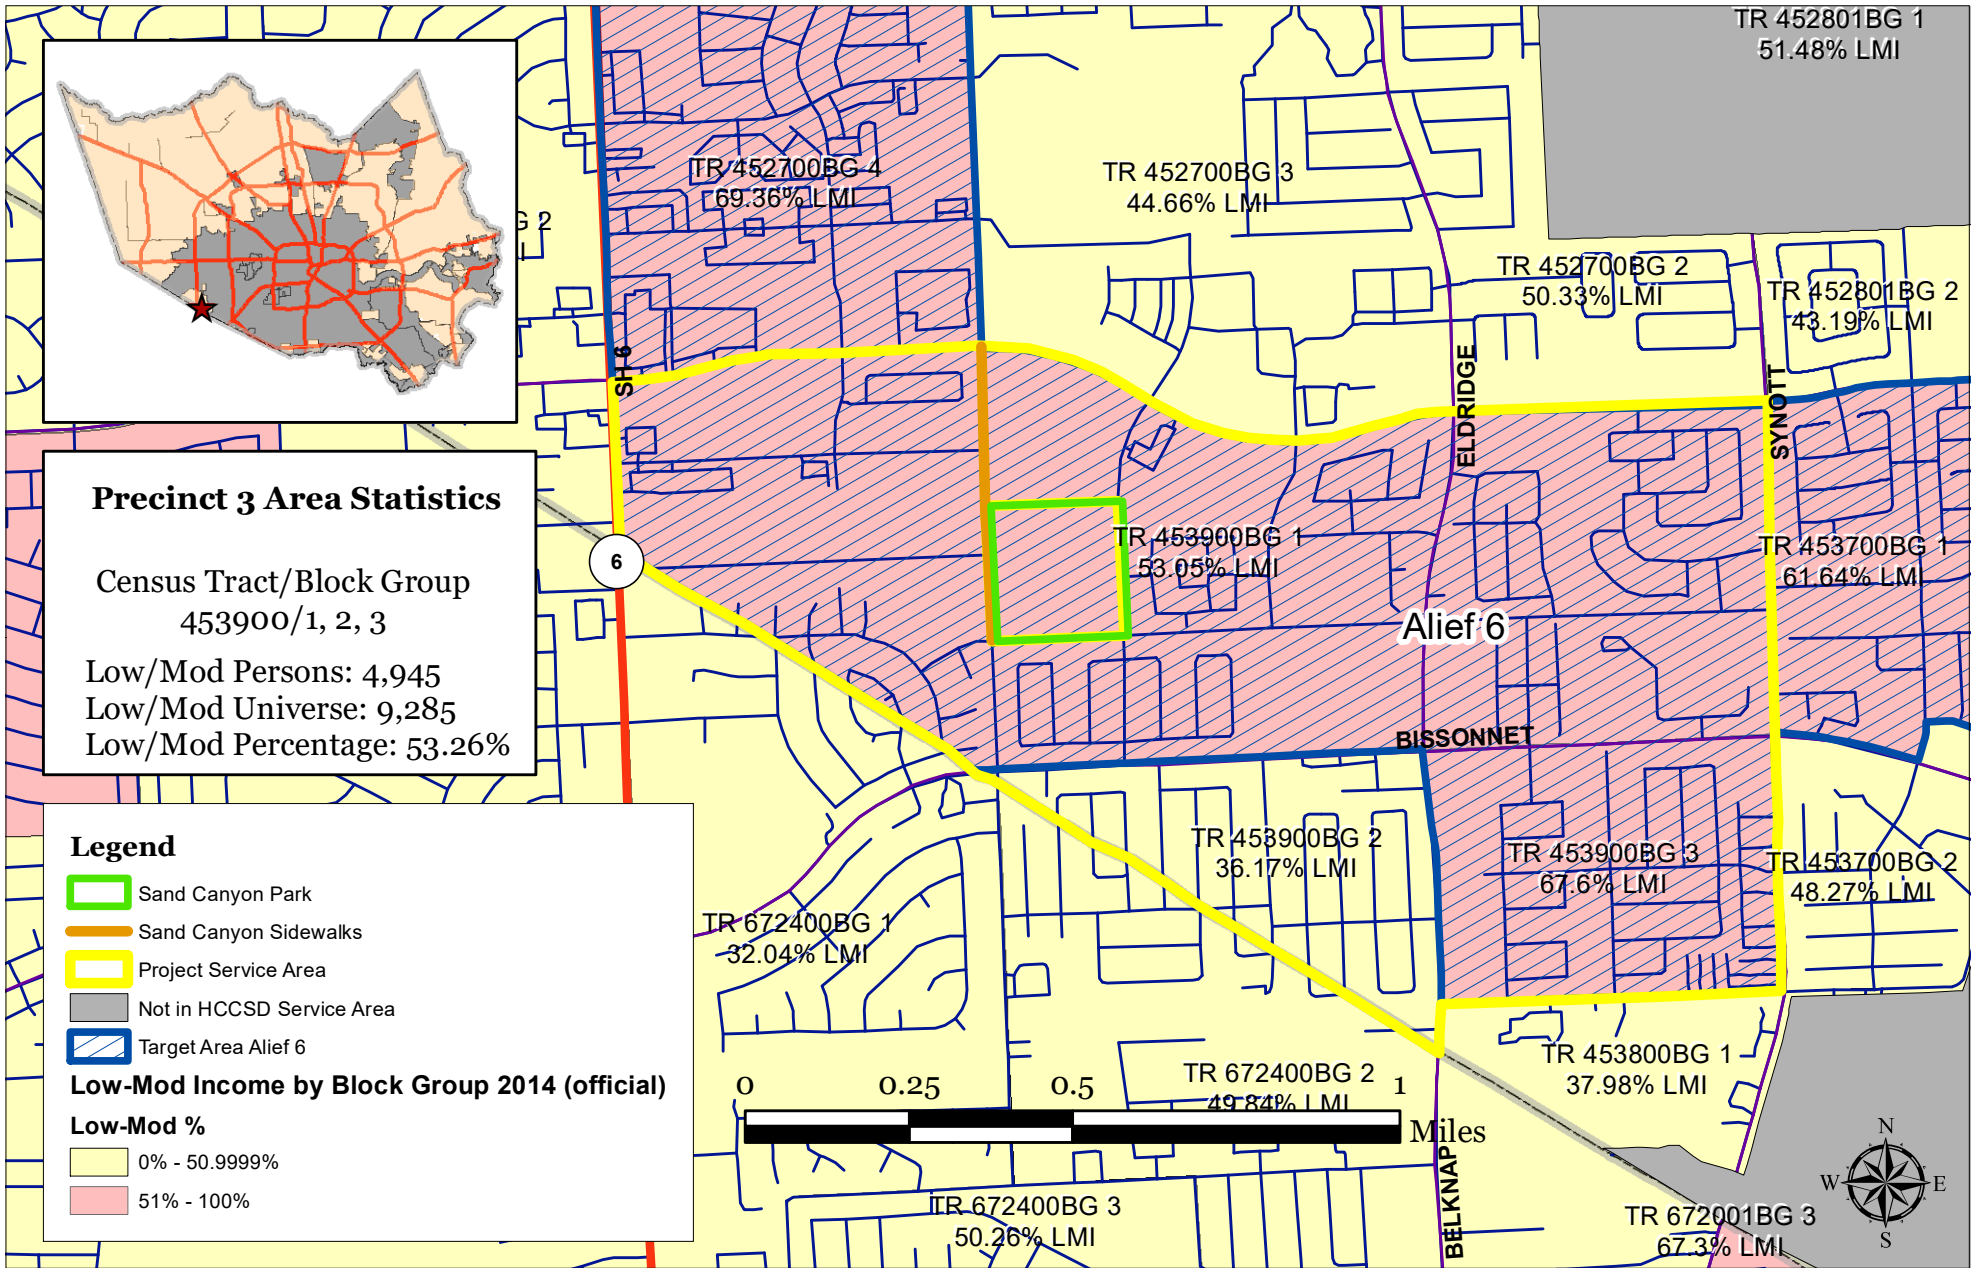 TR 452801BG 1
51.48% LMI
TR 452700BG 4
69.36% LMI
TR 452700BG 3
44.66% LMI
G 2
TR 452700BG 2
50.33% LMI
TR 452801BG 2
43.19% LMI
SH 6
ELDRIDGE
SYNOTT
Precinct 3 Area Statistics
Census Tract/Block Group
453900/1, 2, 3
Low/Mod Persons: 4,945
Low/Mod Universe: 9,285
Low/Mod Percentage: 53.26%
6
TR 453900BG 1
53.05% LMI
TR 453700BG 1
61.64% LMI
Alief 6
BISSONNET
TR 453900BG 2
36.17% LMI
TR 453900BG 3
67.6% LMI
TR 453700BG 2
48.27% LMI
TR 672400BG 1
32.04% LMI
Legend
Sand Canyon Park
Sand Canyon Sidewalks
Project Service Area
Not in HCCSD Service Area
Target Area Alief 6
Low-Mod Income by Block Group 2014 (official)
Low-Mod %
0% - 50.9999%
51% - 100%
TR 453800BG 1
37.98% LMI
TR 672400BG 2
49.84% LMI
0 0.25 0.5 1
Miles
BELKNAP
TR 672400BG 3
50.26% LMI
TR 672001BG 3
67.3% LMI
N
W E
S